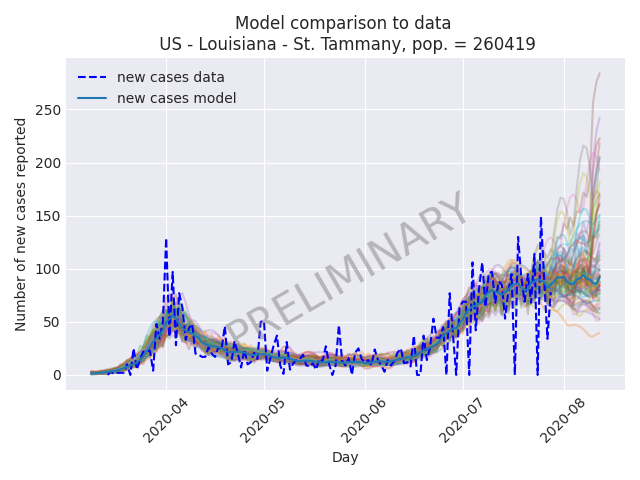 Model comparison to data
US - Louisiana - St. Tammany, pop. = 260419
new cases data
new cases model
Number of new cases reported
250
200
150
100
50
0
PRELIMINARY
2020-04
2020-05
2020-06
2020-07
2020-08
Day